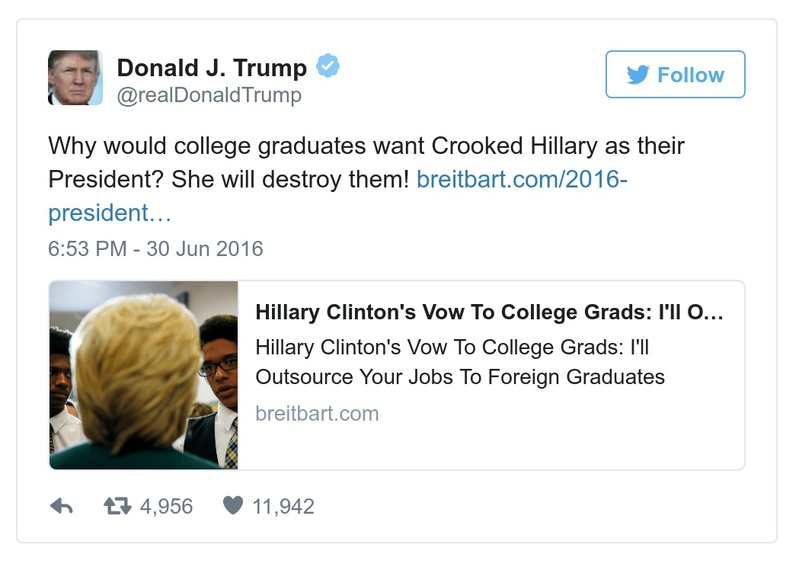 Donald J. Trump
@realDonaldTrump
Follow
Why would college graduates want Crooked Hillary as their
President? She will destroy them! breitbart.com/2016-
president…
6:53 PM - 30 Jun 2016
Hillary Clinton's Vow To College Grads: I'll O…
Hillary Clinton's Vow To College Grads: I'll
Outsource Your Jobs To Foreign Graduates
breitbart.com
4,956
11,942